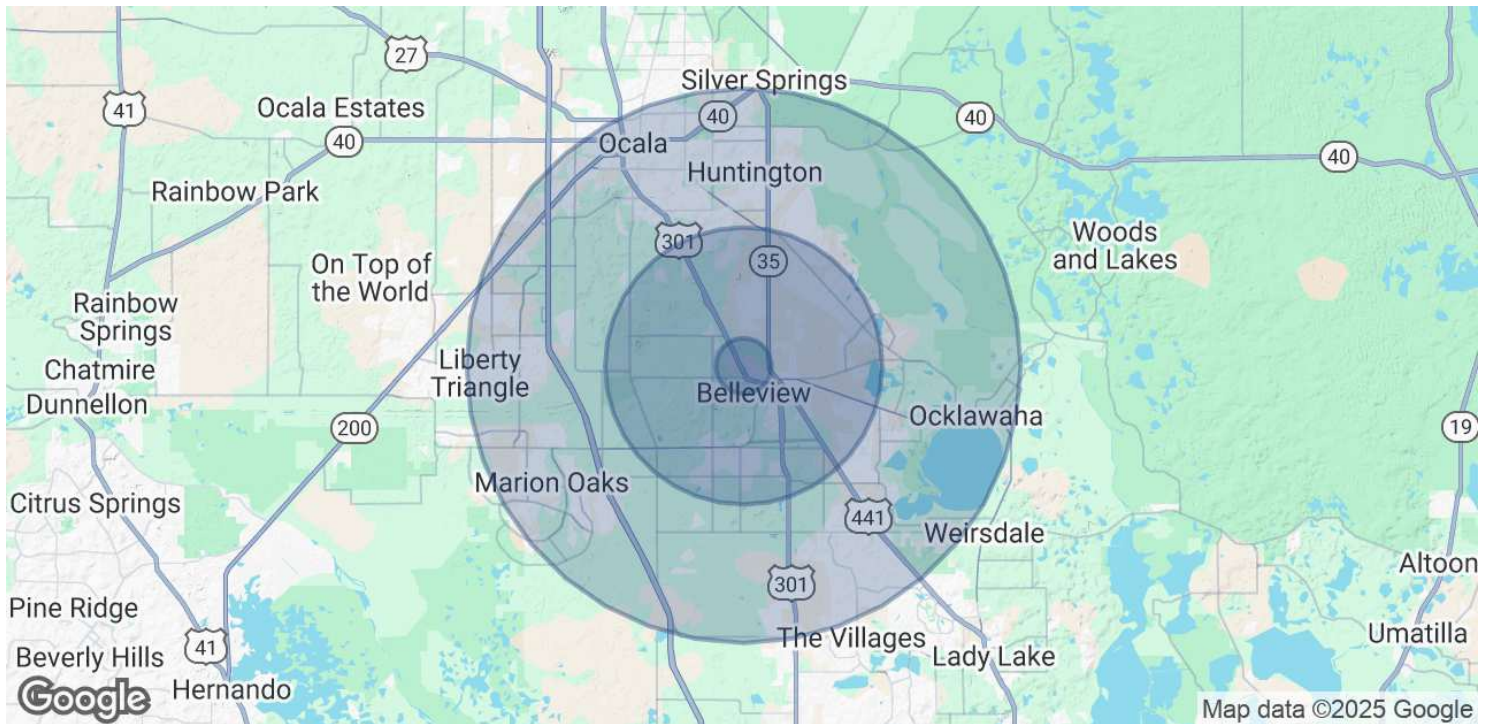 27
Silver Springs
41
Ocala Estates
40
40
40
Ocala
40
Huntington
Rainbow Park
301
Woods
and Lakes
35
On Top of
the World
Rainbow
Springs
Liberty
Triangle
Chatmire
Belleview
Dunnellon
Ocklawaha
200
19
Marion Oaks
Citrus Springs
441
Weirsdale
Altoon
301
Pine Ridge
The Villages
Umatilla
41
Beverly Hills
Lady Lake
Hernando
Google
Map data ©2025 Google